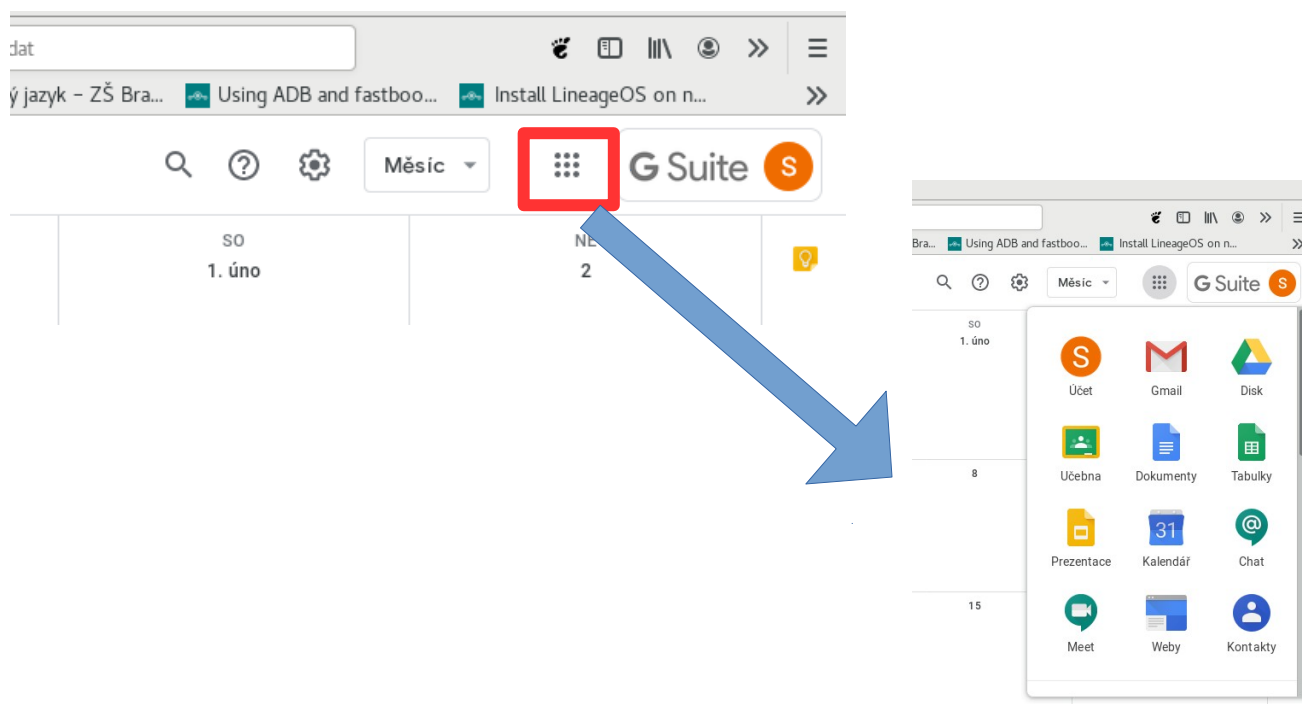 dat
ý jazyk – ZŠ Bra... Using ADB and fastboo... Install LineageOS on n...
Měsíc G Suite S
SO NE
1. úno 2
Bra... Using ADB and fastboo... Install LineageOS on n...
Měsíc G Suite S
SO
1. úno
S
Účet Gmail Disk
8
Učebna Dokumenty Tabulky
31
Prezentace Kalendář Chat
15
Meet Weby Kontakty